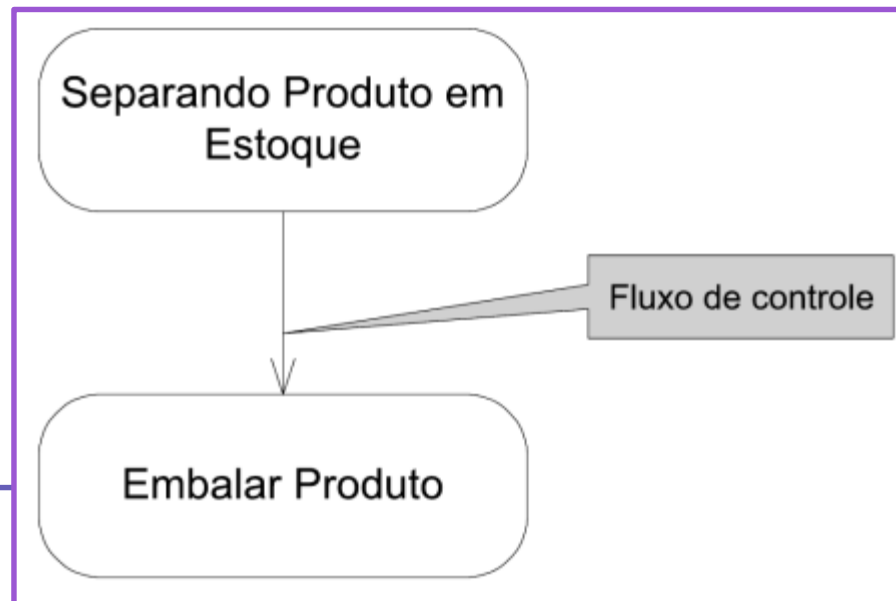 Separando Produto em
Estoque
Fluxo de controle
Embalar Produto